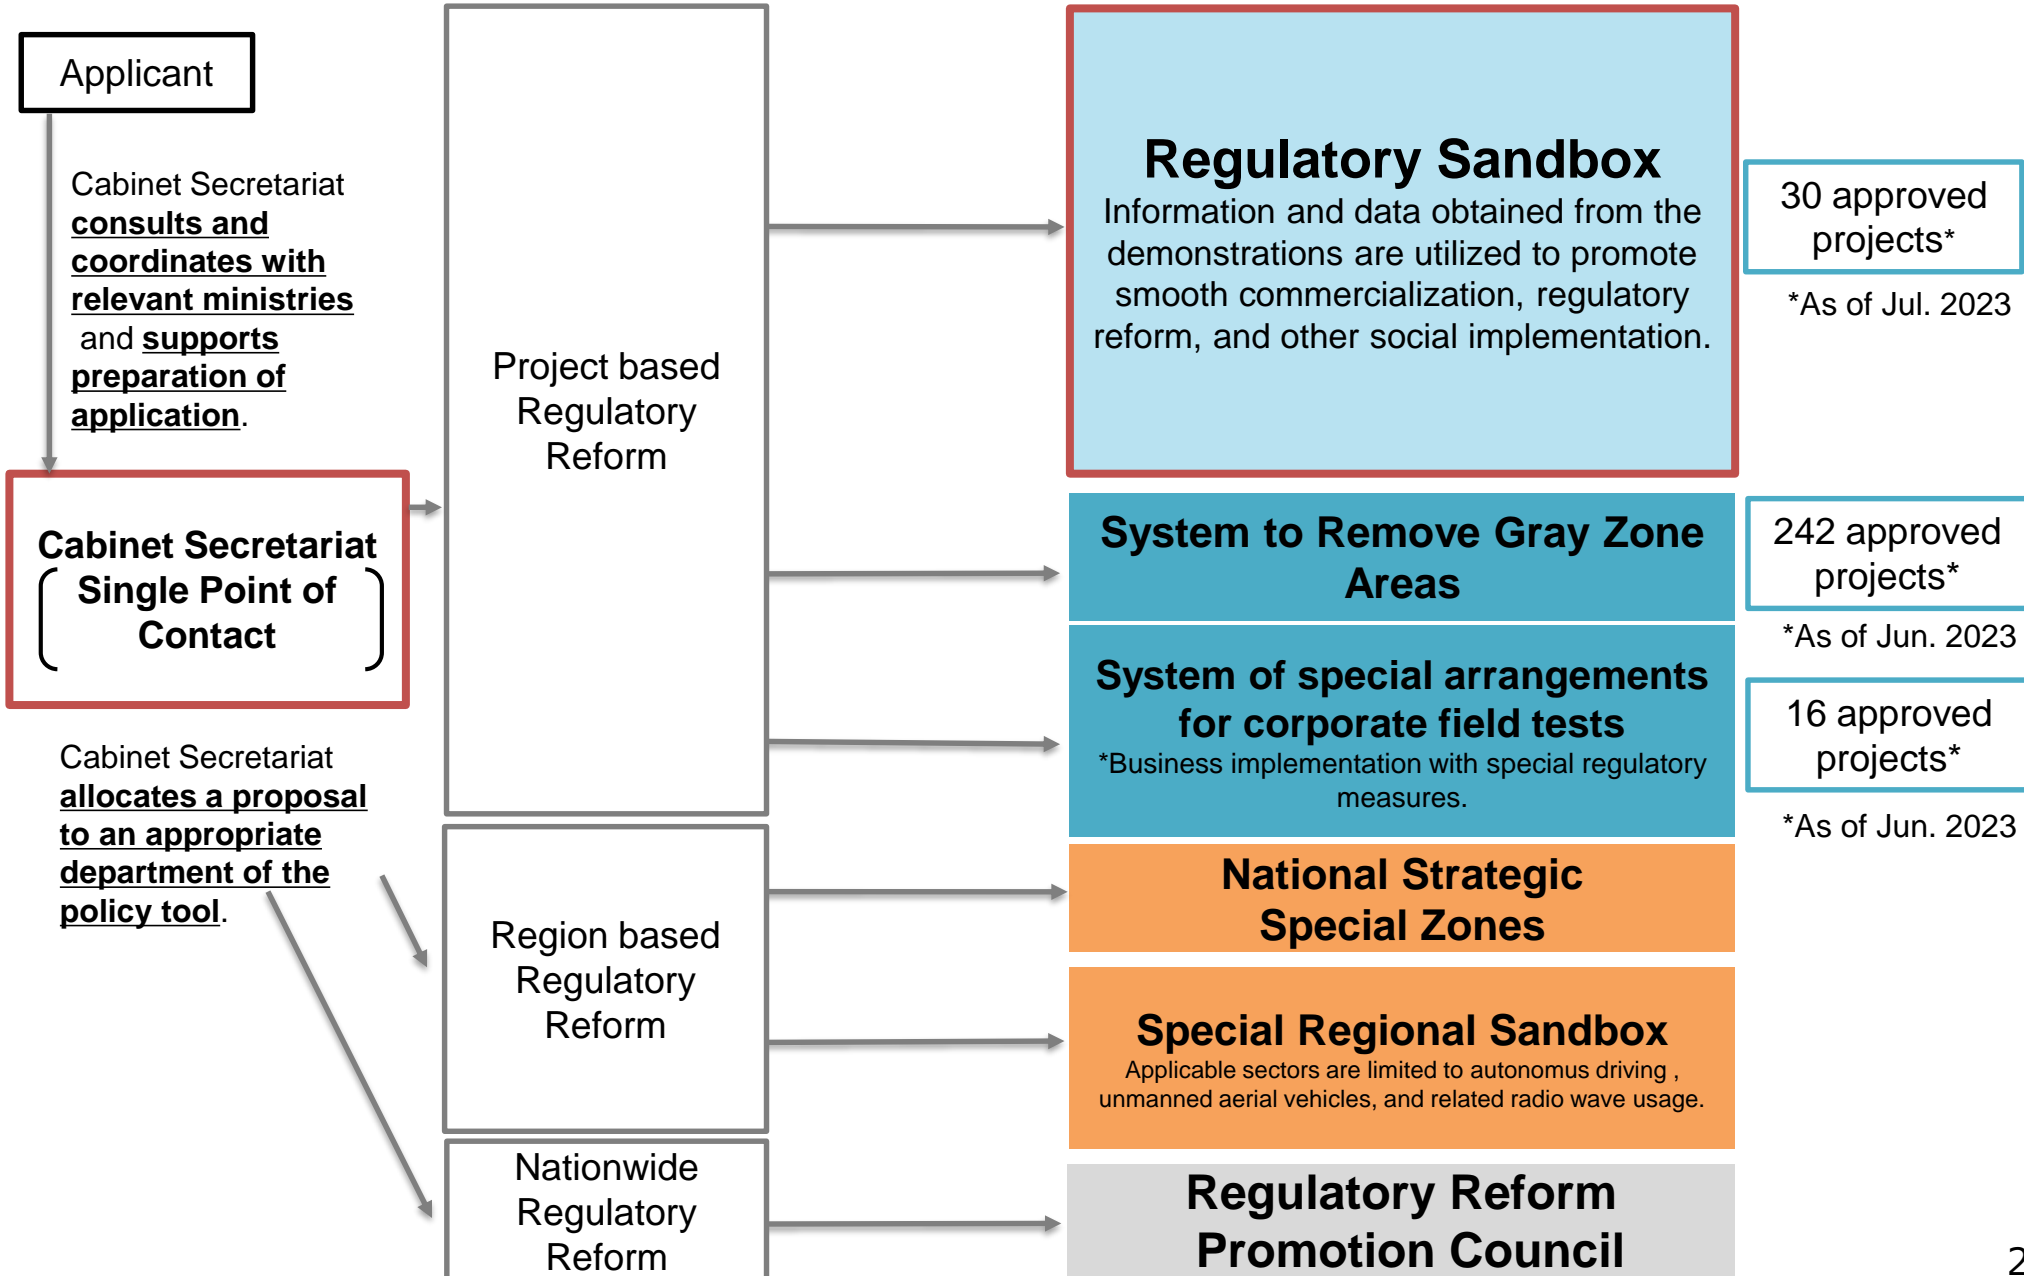 Applicant
Cabinet Secretariat
consults and
coordinates with
relevant ministries
and supports
preparation of
application.
Cabinet Secretariat
Single Point of
Contact
Cabinet Secretariat
allocates a proposal
to an appropriate
department of the
policy tool.
Project based
Regulatory
Reform
Region based
Regulatory
Reform
Nationwide
Regulatory
Reform
Regulatory Sandbox
Information and data obtained from the
demonstrations are utilized to promote
smooth commercialization, regulatory
reform, and other social implementation.
30 approved
projects*
*As of Jul. 2023
System to Remove Gray Zone
Areas
242 approved
projects*
*As of Jun. 2023
System of special arrangements
for corporate field tests
*Business implementation with special regulatory
measures.
16 approved
projects*
*As of Jun. 2023
National Strategic
Special Zones
Special Regional Sandbox
Applicable sectors are limited to autonomus driving ,
unmanned aerial vehicles, and related radio wave usage.
Regulatory Reform
Promotion Council
2